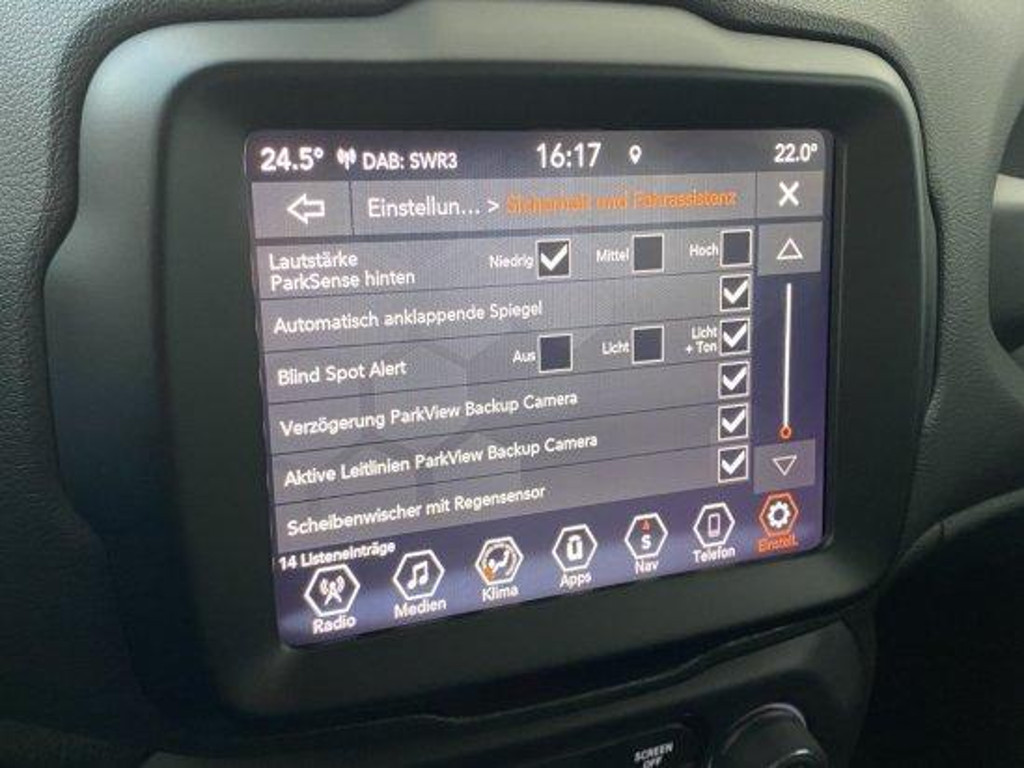 24.5° DAB: SWR3 16:17 22.0°
Einstellun... > Sicherheit und Fahrassistenz X
Lautstärke
ParkSense hinten Niedrig Mittel Hoch
Automatisch anklappende Spiegel
Blind Spot Alert Aus Licht Licht
+ Ton
Verzögerung ParkView Backup Camera
Aktive Leitlinien ParkView Backup Camera
Scheibenwischer mit Regensensor
14 Listeneinträge
S
Radio Medien Klima Apps Nav Telefon Einstell.
SCREEN
OFF